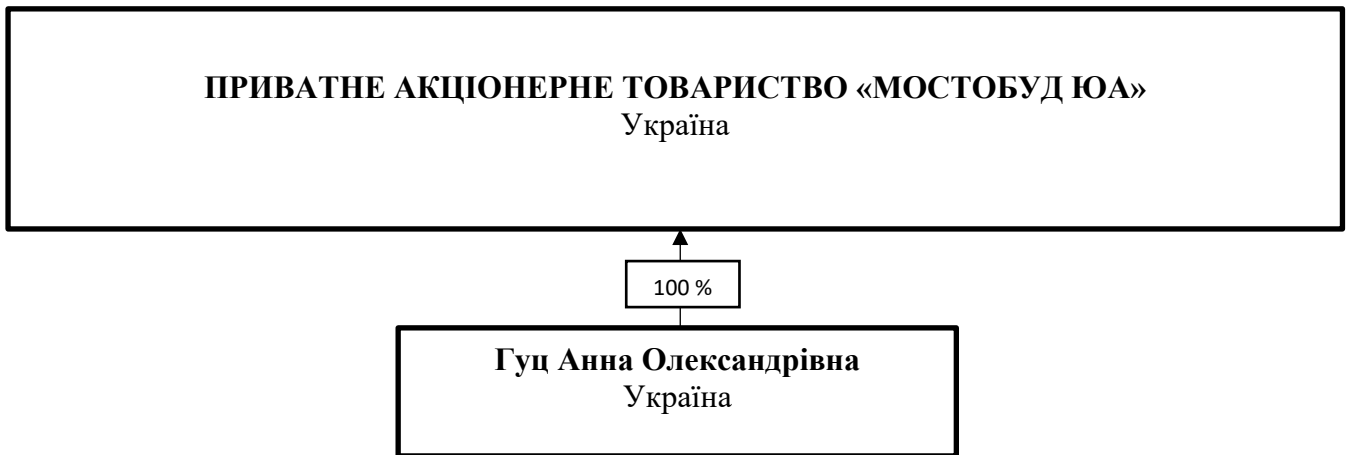 ПРИВАТНЕ АКЦІОНЕРНЕ ТОВАРИСТВО «МОСТОБУД ЮА»
Україна
100 %
Гуц Анна Олександрівна
Україна